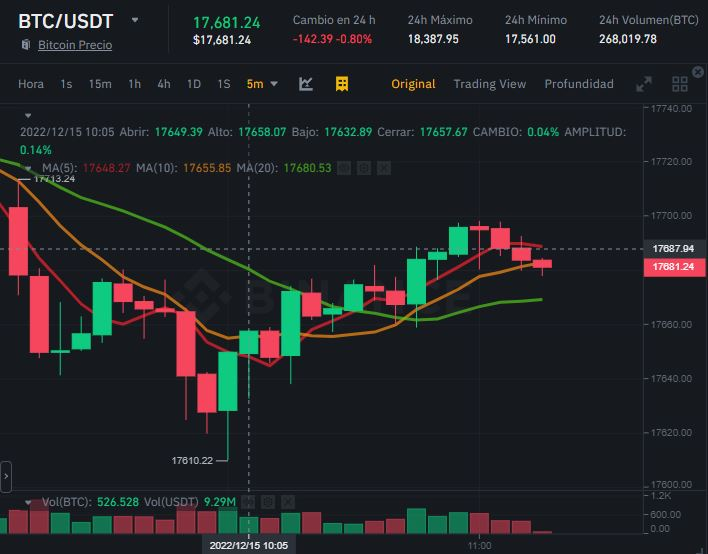 BTC/USDT
Bitcoin Precio
17,681.24
$17,681.24
Cambio en 24 h
-142.39 -0.80%
24h Máximo
18,387.95
24h Mínimo
17,561.00
24h Volumen(BTC)
268,019.78
Hora 1s 15m 1h 4h 1D 1S 5m Original Trading View Profundidad
2022/12/15 10:05 Abrir: 17649.39 Alto: 17658.07 Bajo: 17632.89 Cerrar: 17657.67 CAMBIO: 0.04% AMPLITUD:
0.14%
MA(5): 17648.27 MA(10): 17655.85 MA(20): 17680.53
17713.24
17740.00
17720.00
17700.00
17687.94
17681.24
17660.00
17640.00
17620.00
17600.00
BINANCE
17610.22
Vol(BTC): 526.528 Vol(USDT) 9.29M
1.2K
600.00
0.00
2022/12/15 10:05
11:00